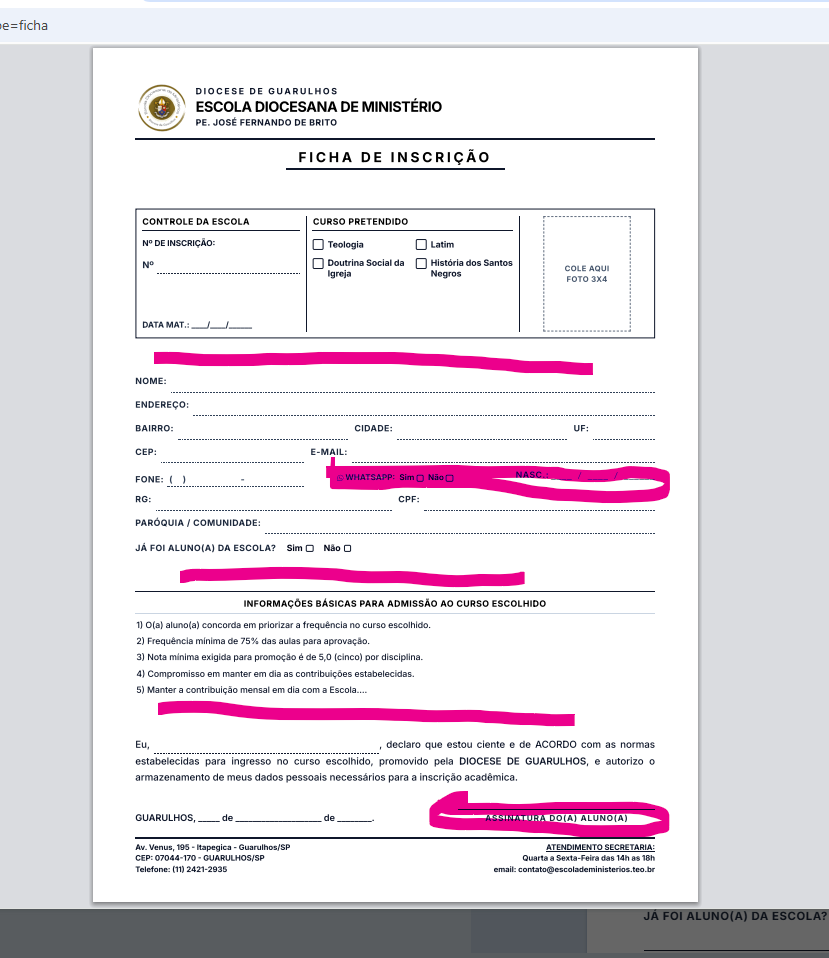 pe=ficha
DIOCESE DE GUARULHOS
ESCOLA DIOCESANA DE MINISTÉRIO
PE. JOSÉ FERNANDO DE BRITO
FICHA DE INSCRIÇÃO
CONTROLE DA ESCOLA
Nº DE INSCRIÇÃO:
Nº
DATA MAT.: ___/___/____
CURSO PRETENDIDO
Teologia
Latim
Doutrina Social da
Igreja
História dos Santos
Negros
COLE AQUI
FOTO 3X4
NOME:
ENDEREÇO:
BAIRRO: CIDADE: UF:
CEP: E-MAIL:
FONE: ( ) - WHATSAPP: Sim Não NASC.: / /
RG: CPF:
PARÓQUIA / COMUNIDADE:
JÁ FOI ALUNO(A) DA ESCOLA? Sim Não
INFORMAÇÕES BÁSICAS PARA ADMISSÃO AO CURSO ESCOLHIDO
1) O(a) aluno(a) concorda em priorizar a frequência no curso escolhido.
2) Frequência mínima de 75% das aulas para aprovação.
3) Nota mínima exigida para promoção é de 5,0 (cinco) por disciplina.
4) Compromisso em manter em dia as contribuições estabelecidas.
5) Manter a contribuição mensal em dia com a Escola....
Eu, , declaro que estou ciente e de ACORDO com as normas
estabelecidas para ingresso no curso escolhido, promovido pela DIOCESE DE GUARULHOS, e autorizo o
armazenamento de meus dados pessoais necessários para a inscrição acadêmica.
GUARULHOS, ____ de ________________ de ______.
ASSINATURA DO(A) ALUNO(A)
Av. Venus, 195 - Itapegica - Guarulhos/SP
CEP: 07044-170 - GUARULHOS/SP
Telefone: (11) 2421-2935
ATENDIMENTO SECRETARIA:
Quarta a Sexta-Feira das 14h as 18h
email: contato@escoladeministerios.teo.br
JÁ FOI ALUNO(A) DA ESCOLA?